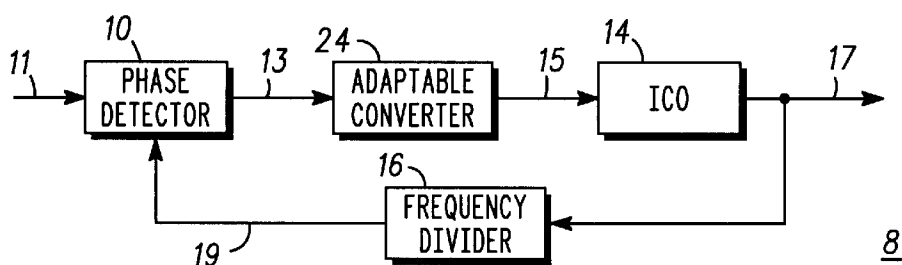 10
24
14
11
13
15
17
PHASE
DETECTOR
ADAPTABLE
CONVERTER
ICO
16
FREQUENCY
DIVIDER
19
8